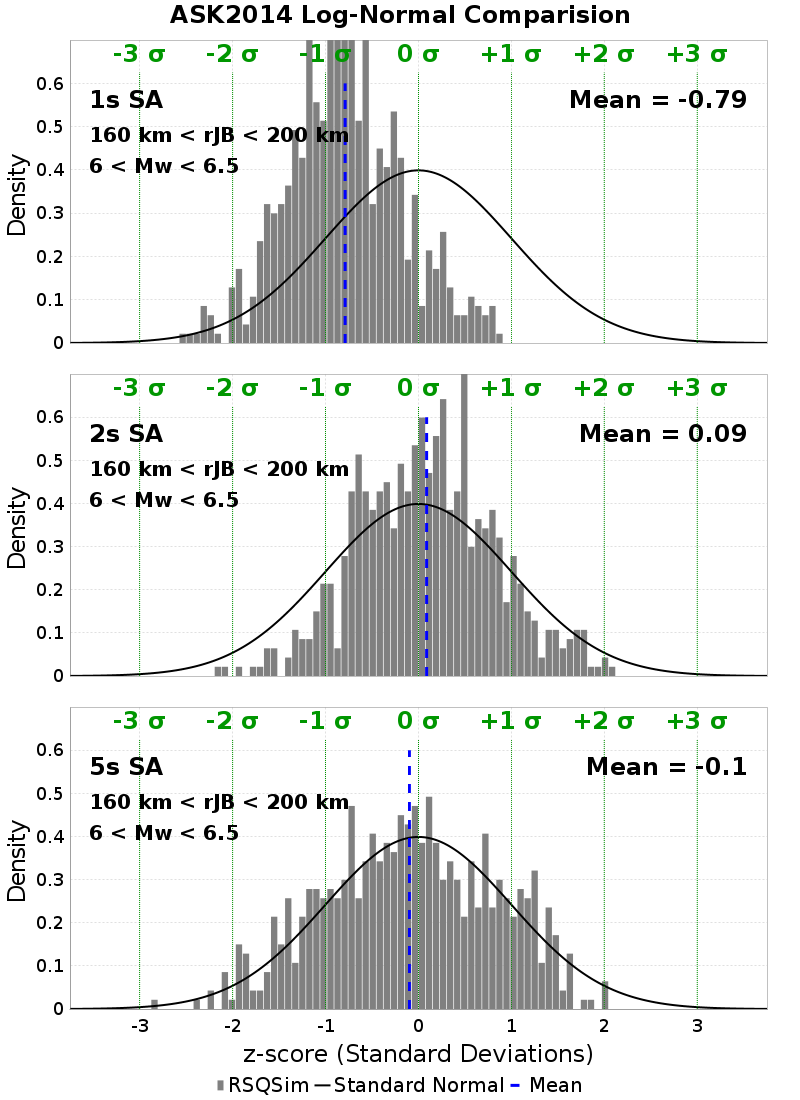 ASK2014 Log-Normal Comparision
-3 σ -2 σ -1 σ 0 σ +1 σ +2 σ +3 σ
0.6
1s SA Mean = -0.79
0.5
160 km < rJB < 200 km
6 < Mw < 6.5
0.4
Density
0.3
0.2
0.1
0
-3 σ -2 σ -1 σ 0 σ +1 σ +2 σ +3 σ
0.6
2s SA Mean = 0.09
0.5
160 km < rJB < 200 km
6 < Mw < 6.5
0.4
Density
0.3
0.2
0.1
0
-3 σ -2 σ -1 σ 0 σ +1 σ +2 σ +3 σ
0.6
5s SA Mean = -0.1
0.5
160 km < rJB < 200 km
6 < Mw < 6.5
0.4
Density
0.3
0.2
0.1
0
-3 -2 -1 0 1 2 3
z-score (Standard Deviations)
RSQSim Standard Normal Mean